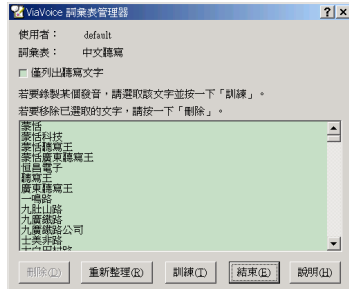 ViaVoice 詞彙表管理器
使用者： default
詞彙表： 中文聽寫
僅列出聽寫文字
若要錄製某個發音，請選取該文字並按一下「訓練」。
若要移除已選取的文字，請按一下「刪除」。
蒙恬
蒙恬科技
蒙恬聽寫王
蒙恬廣東聽寫王
恒昌電子
聽寫王
廣東聽寫王
一鳴路
九肚山路
九廣鐵路
九廣鐵路公司
士美非路
刪除(D) 重新整理(R) 訓練(T) 結束(E) 說明(H)